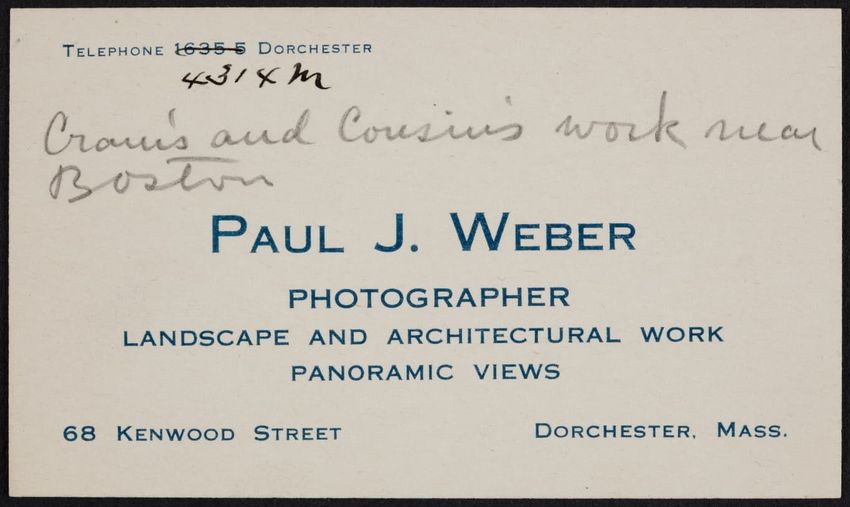 TELEPHONE 1635-5 DORCHESTER
4314M
Cram's and Cousin's work near
Boston
PAUL J. WEBER
PHOTOGRAPHER
LANDSCAPE AND ARCHITECTURAL WORK
PANORAMIC VIEWS
68 KENWOOD STREET
DORCHESTER, MASS.